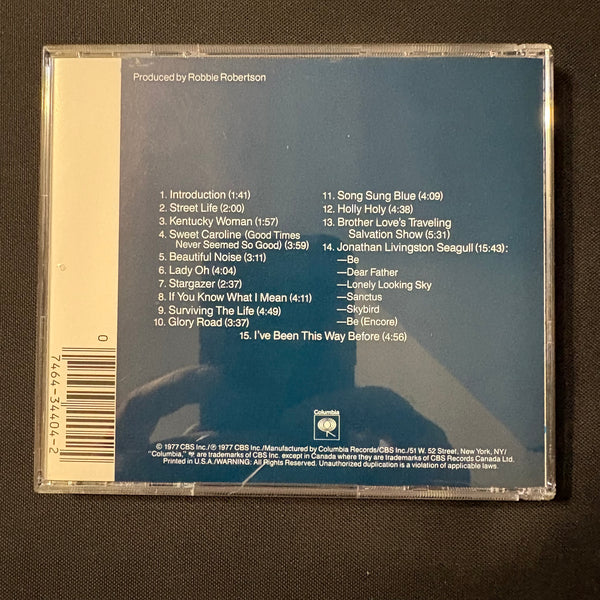 Produced by Robbie Robertson
1. Introduction (1:41)
2. Street Life (2:00)
3. Kentucky Woman (1:57)
4. Sweet Caroline (Good Times
Never Seemed So Good) (3:59)
5. Beautiful Noise (3:11)
6. Lady Oh (4:04)
7. Stargazer (2:37)
8. If You Know What I Mean (4:11)
9. Surviving The Life (4:49)
10. Glory Road (3:37)
11. Song Sung Blue (4:09)
12. Holly Holy (4:38)
13. Brother Love's Traveling
Salvation Show (5:31)
14. Jonathan Livingston Seagull (15:43):
—Be
—Dear Father
—Lonely Looking Sky
—Sanctus
—Skybird
—Be (Encore)
15. I've Been This Way Before (4:56)
Columbia
© 1977 CBS Inc./℗ 1977 CBS Inc./Manufactured by Columbia Records/CBS Inc./51 W. 52 Street, New York, NY/
"Columbia," are trademarks of CBS Inc. except in Canada where they are trademarks of CBS Records Canada Ltd.
Printed in U.S.A./WARNING: All Rights Reserved. Unauthorized duplication is a violation of applicable laws.
0
7464-34404-2